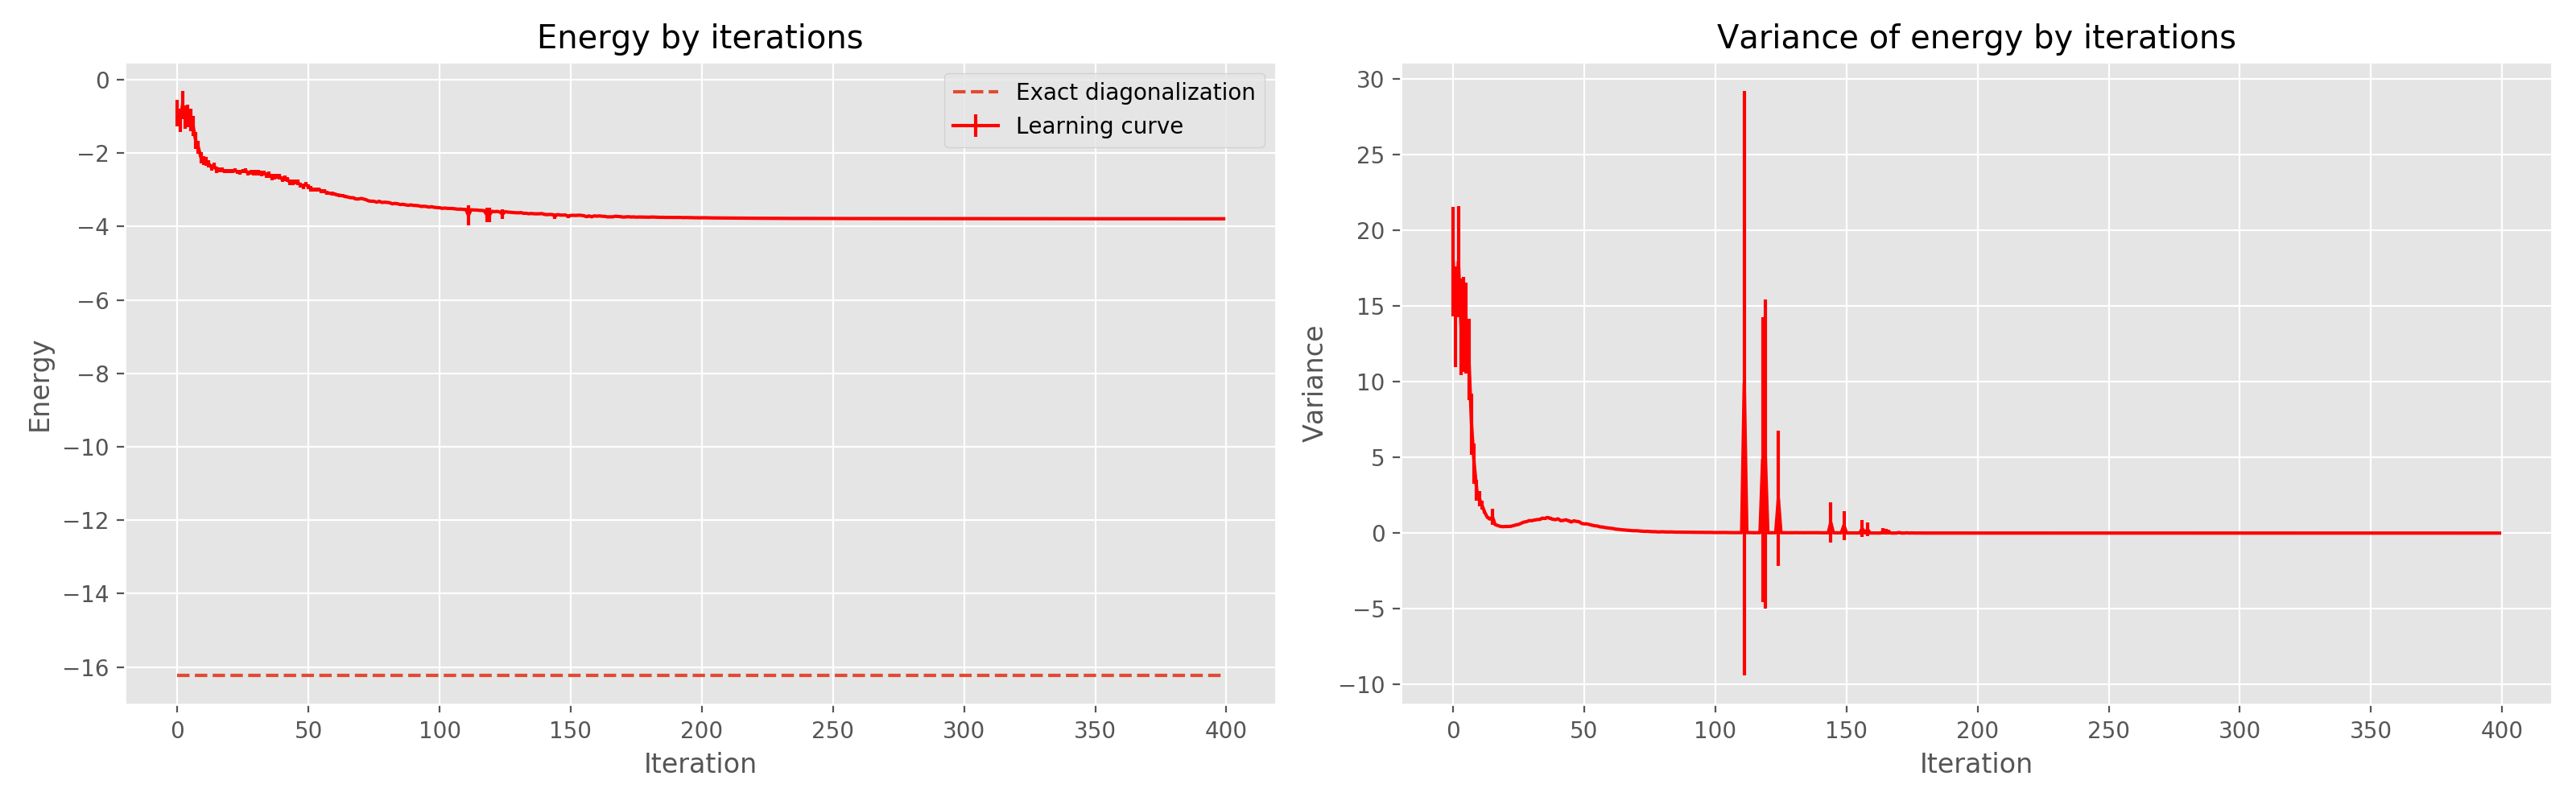 Energy by iterations
Exact diagonalization
Learning curve
0
−2
−4
−6
−8
−10
−12
−14
−16
Energy
0 50 100 150 200 250 300 350 400
Iteration
Variance of energy by iterations
30
25
20
15
10
5
0
−5
−10
Variance
0 50 100 150 200 250 300 350 400
Iteration